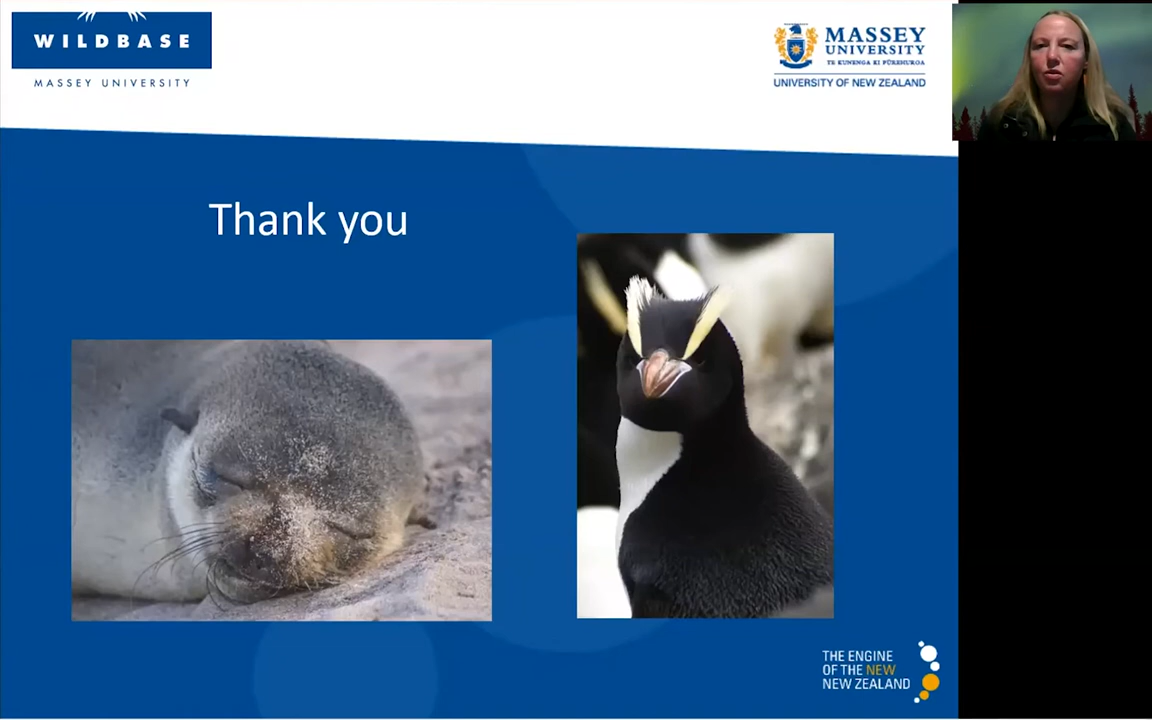 WILDBASE
MASSEY UNIVERSITY
MASSEY
UNIVERSITY
TE KUNENGA KI PŪREHUROA
UNIVERSITY OF NEW ZEALAND
Thank you
THE ENGINE
OF THE NEW
NEW ZEALAND